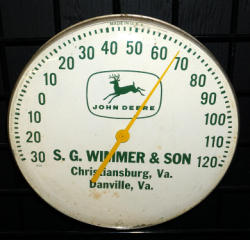 MADE IN U.S.A.
30 20 10 0 10 20 30 40 50 60 70 80 90 100 110 120
JOHN DEERE
S. G. WIMMER & SON
Christiansburg, Va.
Danville, Va.